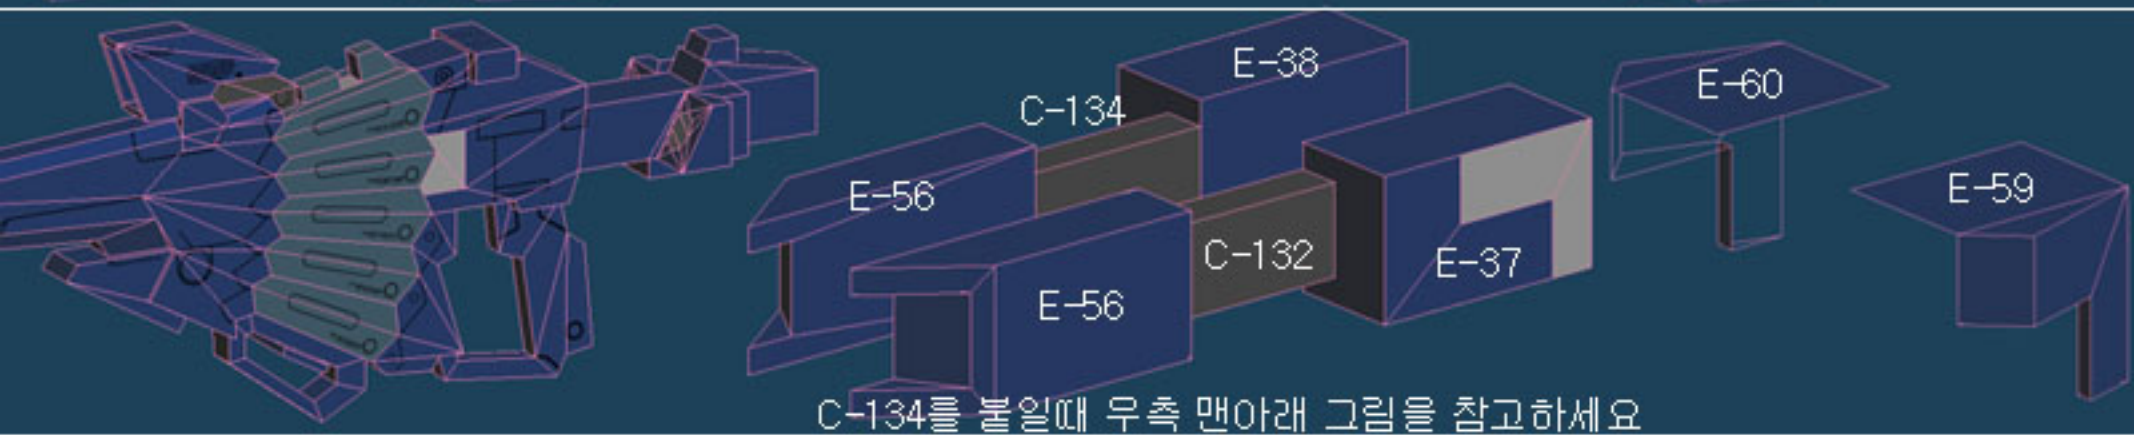 E-38
E-60
C-134
E-56
E-59
C-132
E-37
E-56
C-134를 붙일때 우측 맨아래 그림을 참고하세요